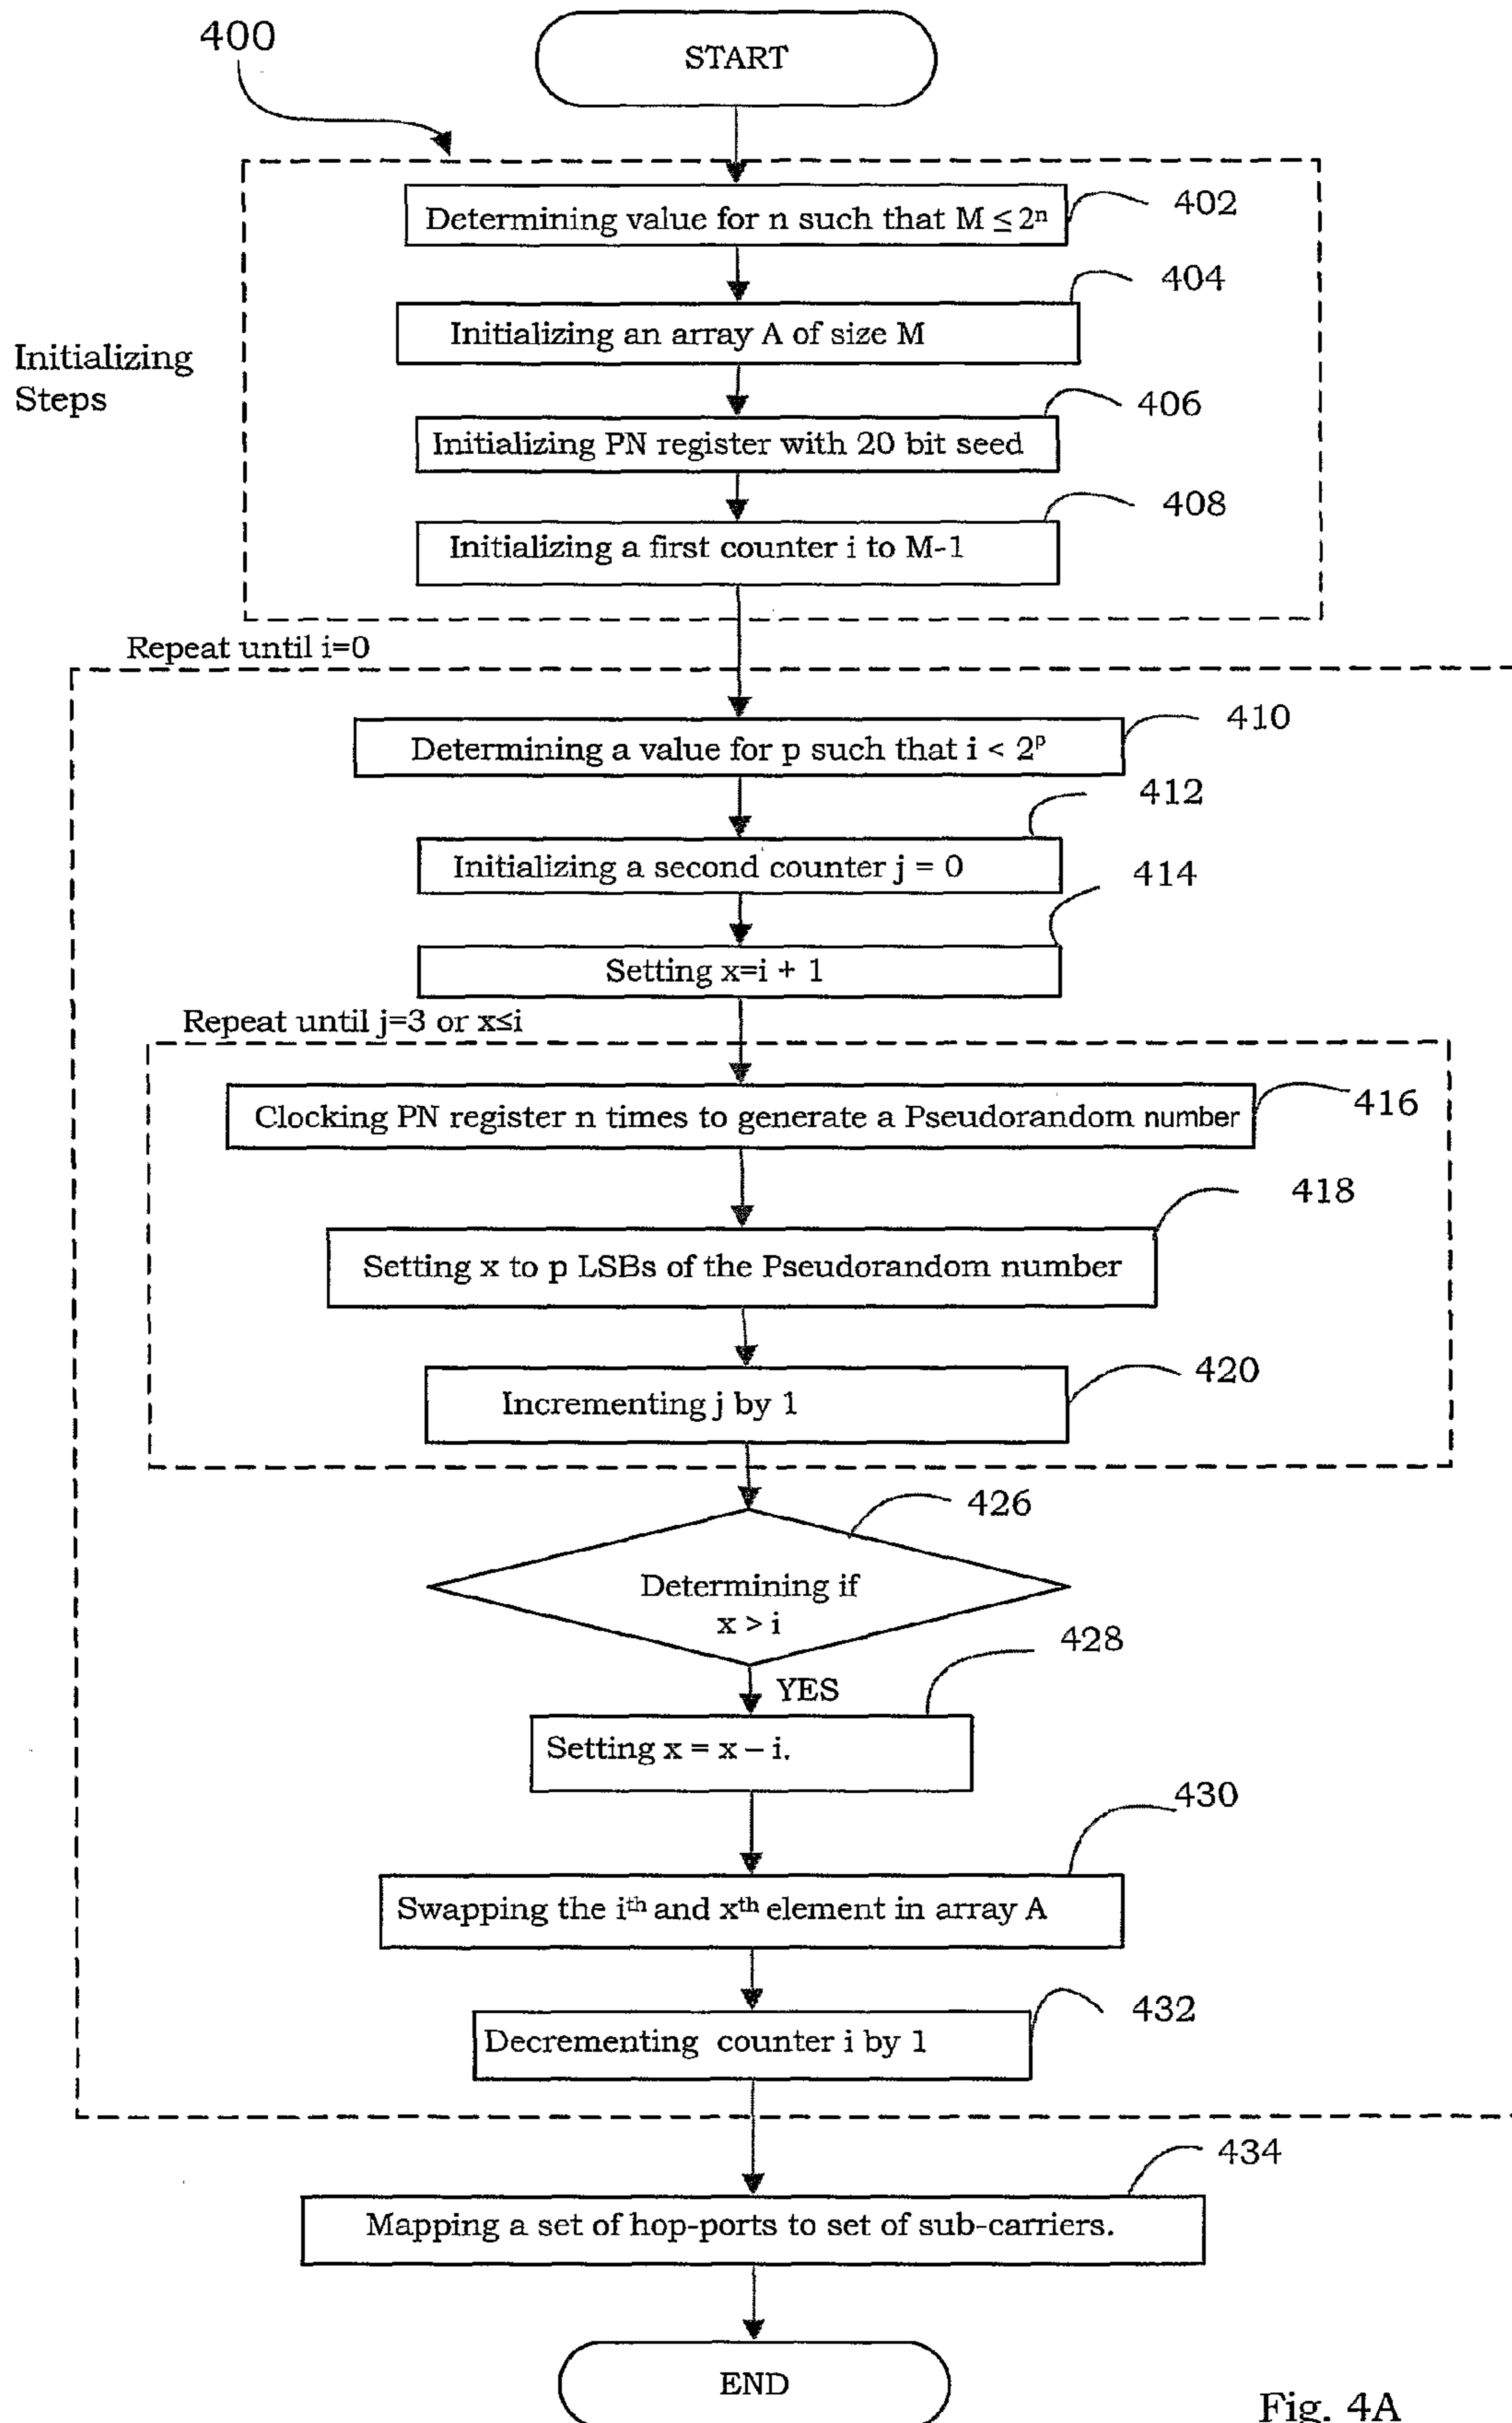 400
START
Determining value for n such that M ≤ 2ⁿ
402
404
Initializing an array A of size M
Initializing
Steps
406
Initializing PN register with 20 bit seed
408
Initializing a first counter i to M-1
Repeat until i=0
410
Determining a value for p such that i < 2ᵖ
412
Initializing a second counter j = 0
414
Setting x=i + 1
Repeat until j=3 or x≤i
Clocking PN register n times to generate a Pseudorandom number
416
418
Setting x to p LSBs of the Pseudorandom number
420
Incrementing j by 1
426
Determining if
x > i
428
YES
Setting x = x – i.
430
Swapping the iᵗʰ and xᵗʰ element in array A
432
Decrementing counter i by 1
434
Mapping a set of hop-ports to set of sub-carriers.
END
Fig. 4A